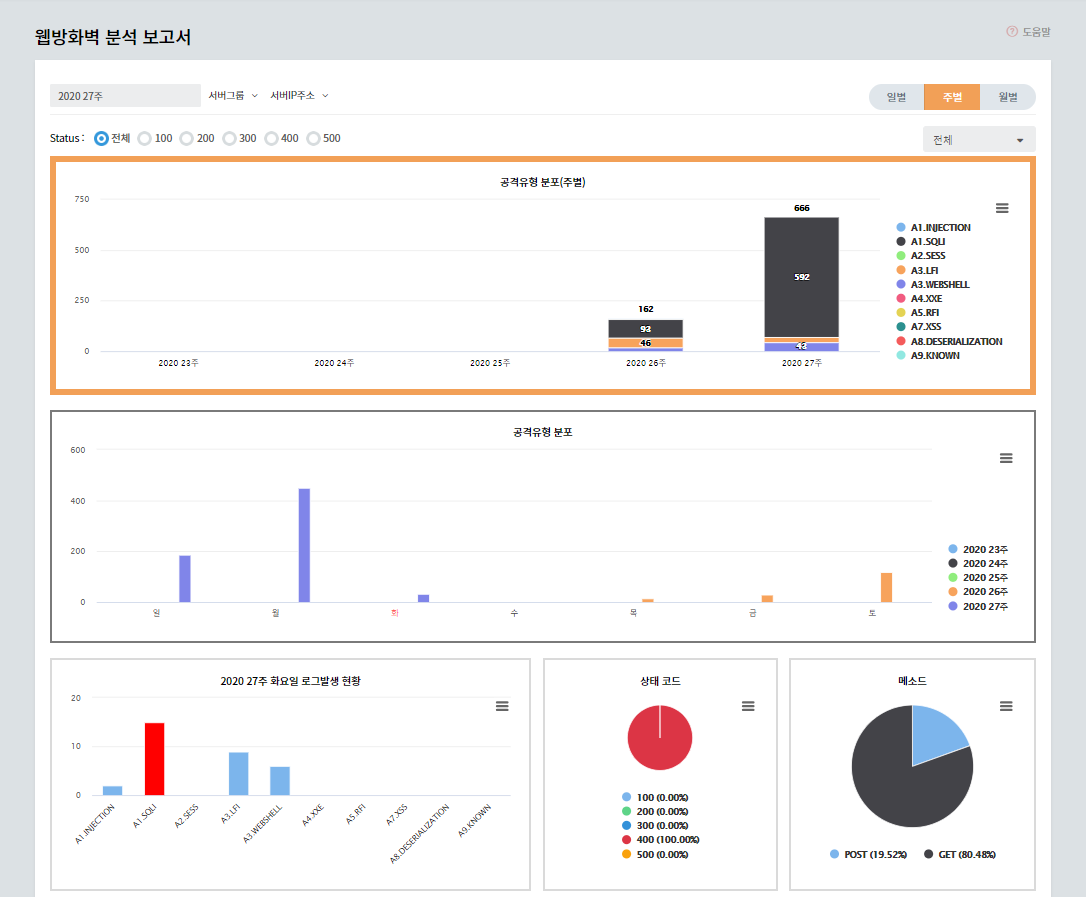 웹방화벽 분석 보고서
도움말
2020 27주 서버그룹 서버IP주소 일별 주별 월별
Status : 전체 100 200 300 400 500 전체
공격유형 분포(주별)
750
500
250
0
666
592
43
162
93
46
2020 23주 2020 24주 2020 25주 2020 26주 2020 27주
A1.INJECTION
A1.SQLI
A2.SESS
A3.LFI
A3.WEBSHELL
A4.XXE
A5.RFI
A7.XSS
A8.DESERIALIZATION
A9.KNOWN
공격유형 분포
600
400
200
0
일 월 화 수 목 금 토
2020 23주
2020 24주
2020 25주
2020 26주
2020 27주
2020 27주 화요일 로그발생 현황
20
10
0
A1.INJECTION A1.SQLI A2.SESS A3.LFI A3.WEBSHELL A4.XXE A5.RFI A7.XSS A8.DESERIALIZATION A9.KNOWN
상태 코드
100 (0.00%)
200 (0.00%)
300 (0.00%)
400 (100.00%)
500 (0.00%)
메소드
POST (19.52%) GET (80.48%)